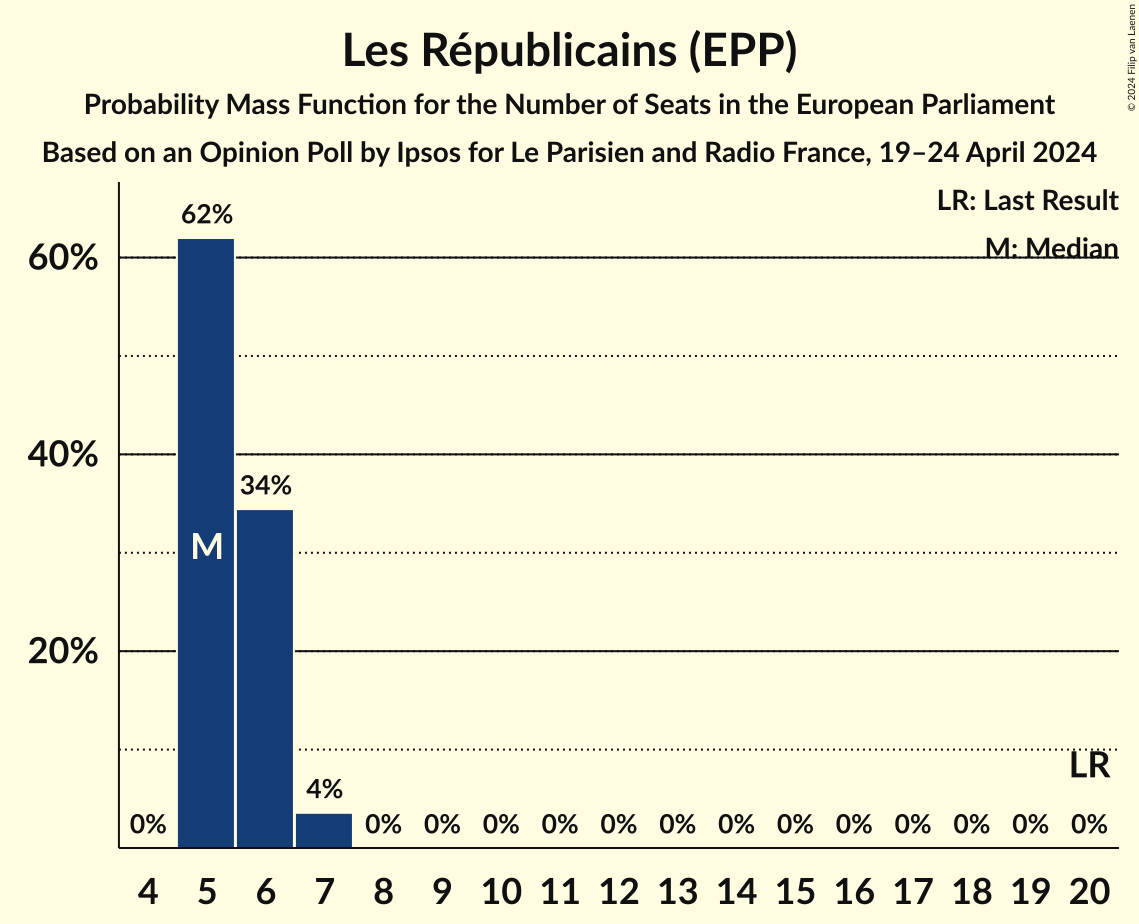 Les Républicains (EPP)
Probability Mass Function for the Number of Seats in the European Parliament
Based on an Opinion Poll by Ipsos for Le Parisien and Radio France, 19–24 April 2024
© 2024 Filip van Laenen
LR: Last Result
M: Median
60%
40%
20%
62%
34%
4%
M
LR
0% 0% 0% 0% 0% 0% 0% 0% 0% 0% 0% 0% 0% 0%
4 5 6 7 8 9 10 11 12 13 14 15 16 17 18 19 20